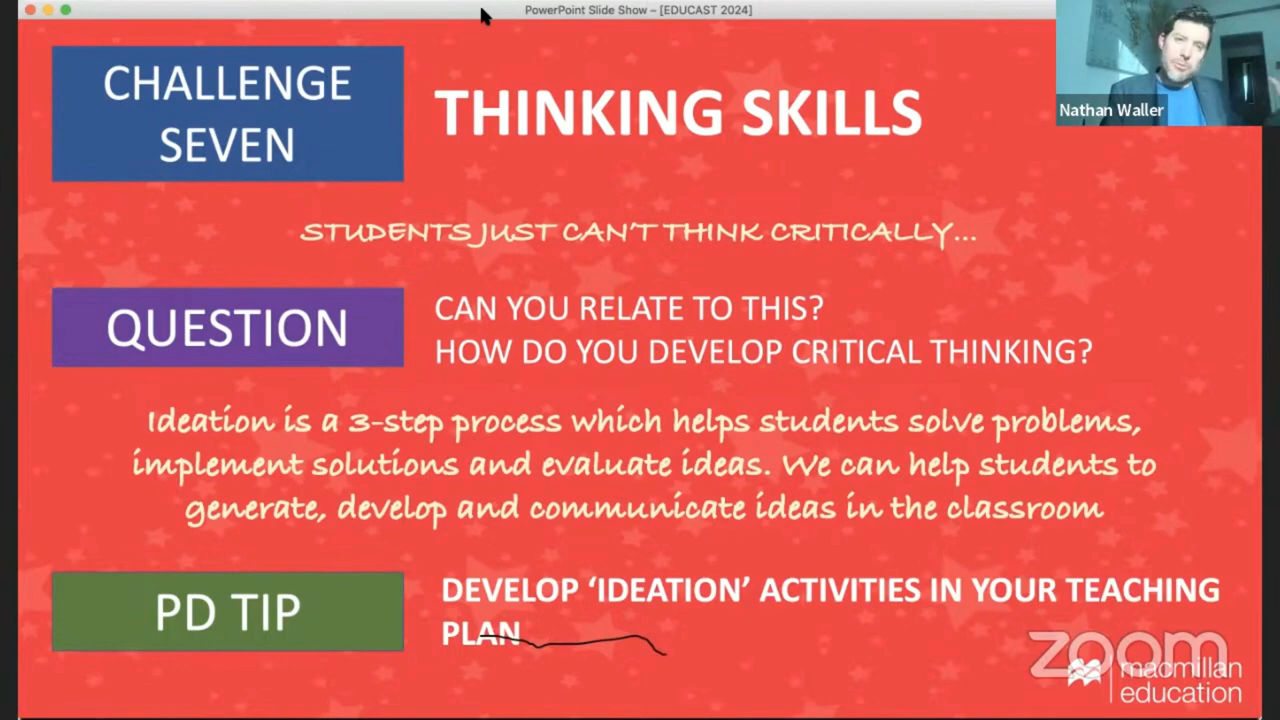 PowerPoint Slide Show – [EDUCAST 2024]
CHALLENGE
SEVEN
THINKING SKILLS
Nathan Waller
STUDENTS JUST CAN'T THINK CRITICALLY...
QUESTION
CAN YOU RELATE TO THIS?
HOW DO YOU DEVELOP CRITICAL THINKING?
Ideation is a 3-step process which helps students solve problems,
implement solutions and evaluate ideas. We can help students to
generate, develop and communicate ideas in the classroom
PD TIP
DEVELOP ‘IDEATION’ ACTIVITIES IN YOUR TEACHING
PLAN
zoom
macmillan
education